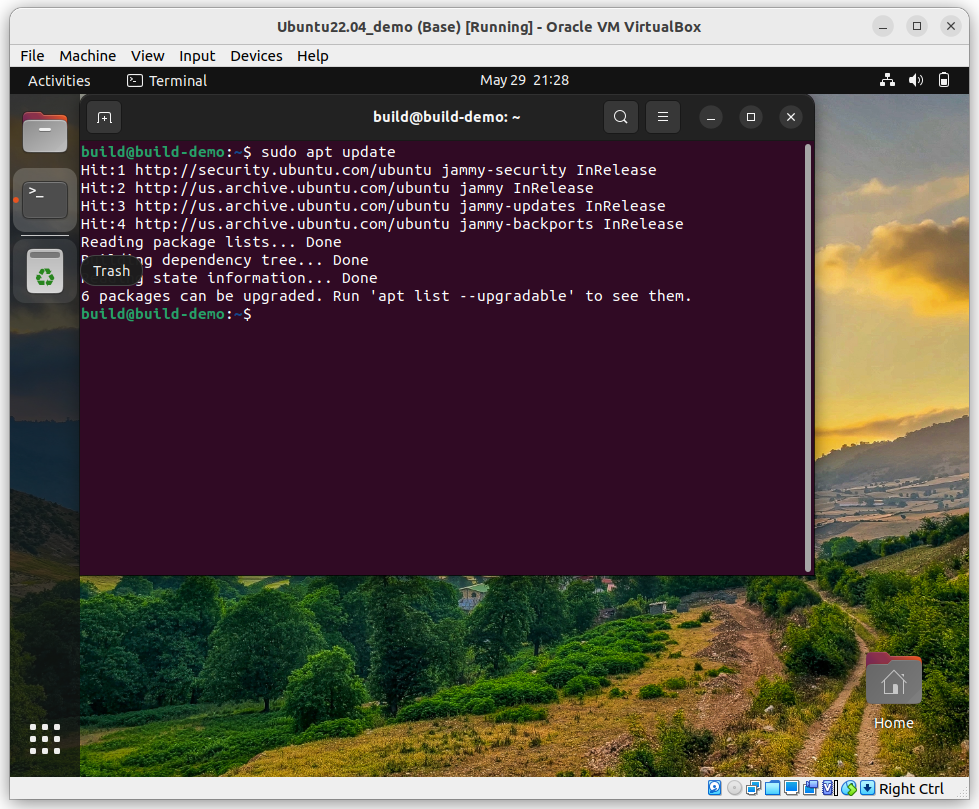 Ubuntu22.04_demo (Base) [Running] - Oracle VM VirtualBox
File Machine View Input Devices Help
Activities Terminal May 29 21:28
build@build-demo: ~
build@build-demo:~$ sudo apt update
Hit:1 http://security.ubuntu.com/ubuntu jammy-security InRelease
Hit:2 http://us.archive.ubuntu.com/ubuntu jammy InRelease
Hit:3 http://us.archive.ubuntu.com/ubuntu jammy-updates InRelease
Hit:4 http://us.archive.ubuntu.com/ubuntu jammy-backports InRelease
Reading package lists... Done
dependency tree... Done
Trash
state information... Done
6 packages can be upgraded. Run 'apt list --upgradable' to see them.
build@build-demo:~$
Home
Right Ctrl